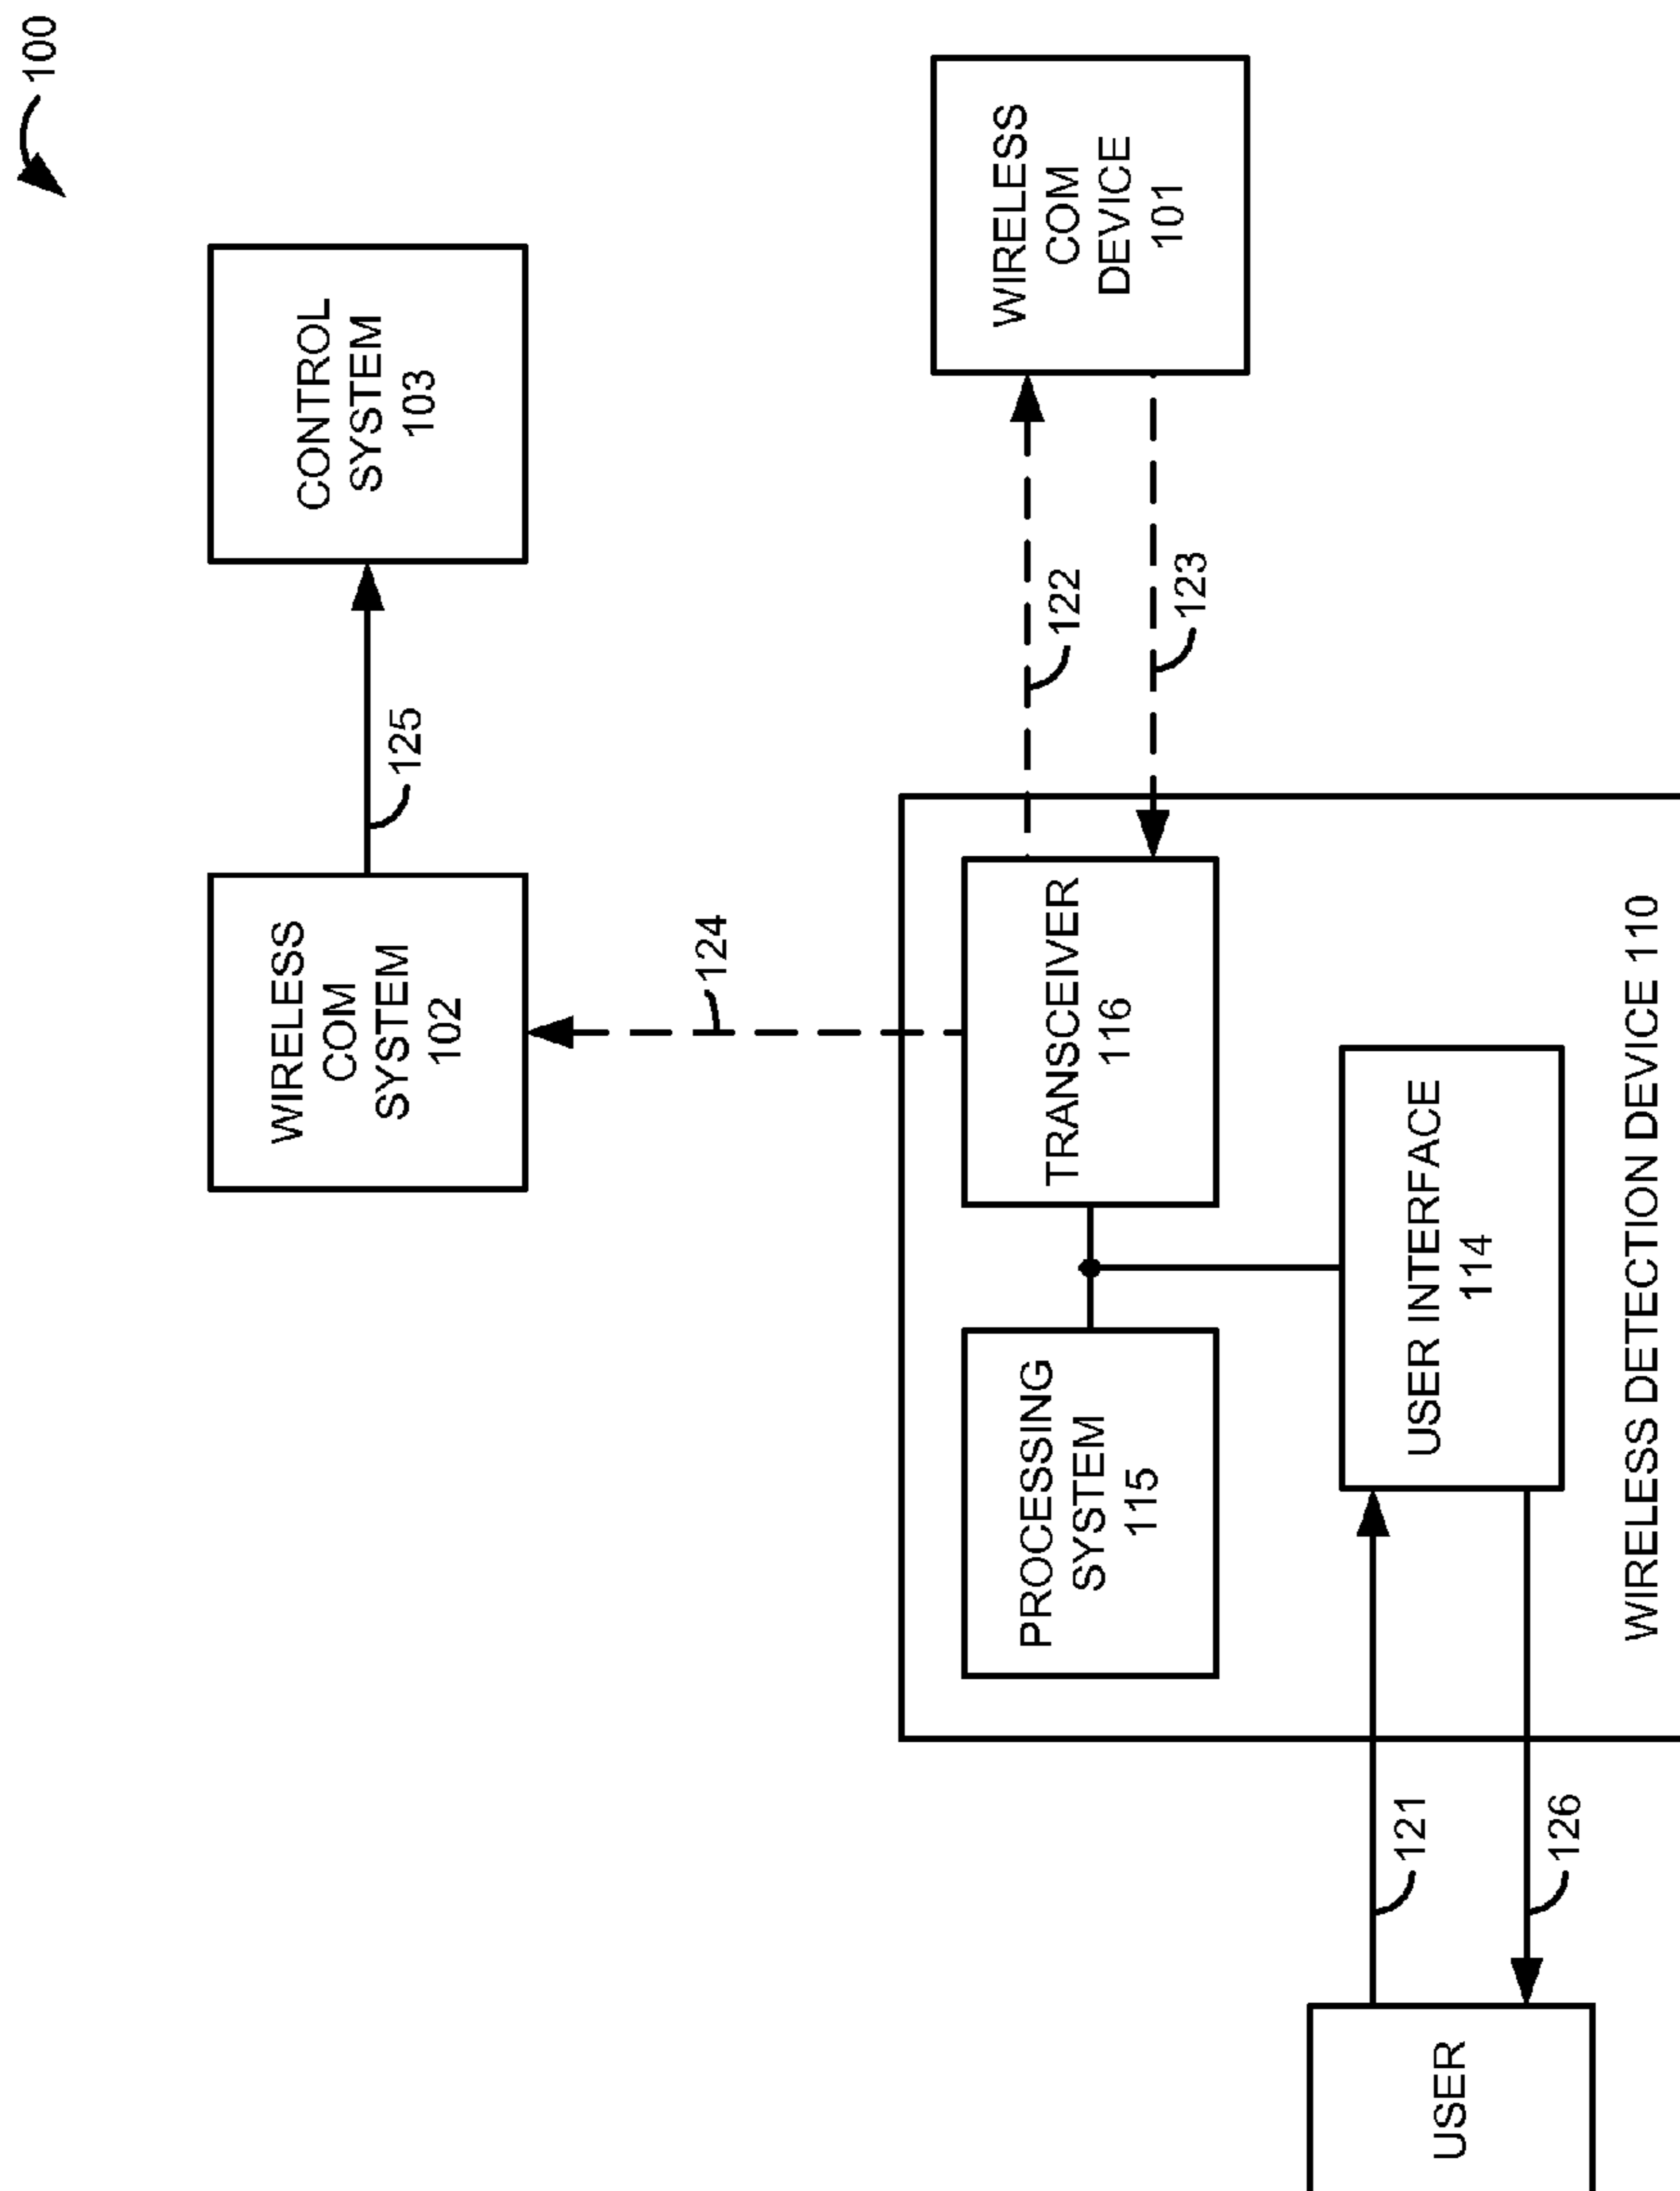 100
WIRELESS
COM
SYSTEM
102
125
CONTROL
SYSTEM
103
124
PROCESSING
SYSTEM
115
TRANSCEIVER
116
122
123
WIRELESS
COM
DEVICE
101
USER
121
126
USER INTERFACE
114
WIRELESS DETECTION DEVICE 110